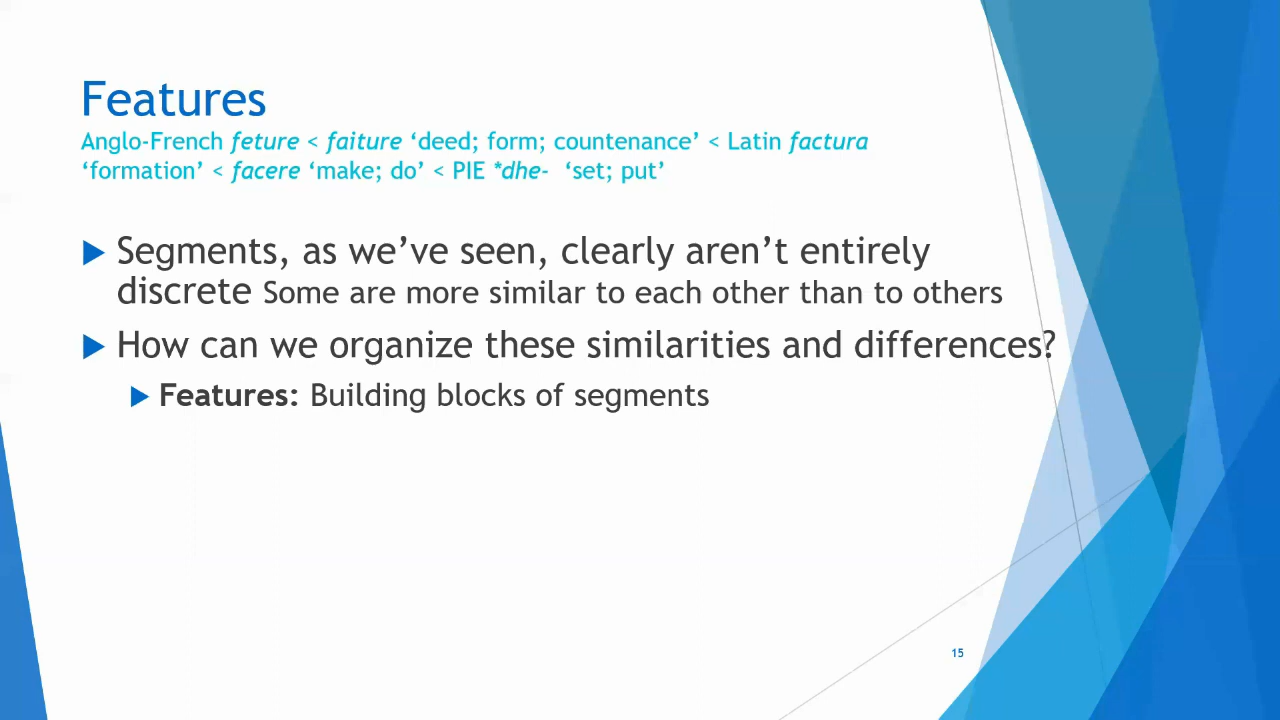 Features
Anglo-French feture < faiture ‘deed; form; countenance’ < Latin factura
‘formation’ < facere ‘make; do’ < PIE *dhe- ‘set; put’
Segments, as we’ve seen, clearly aren’t entirely
discrete Some are more similar to each other than to others
How can we organize these similarities and differences?
Features: Building blocks of segments
15